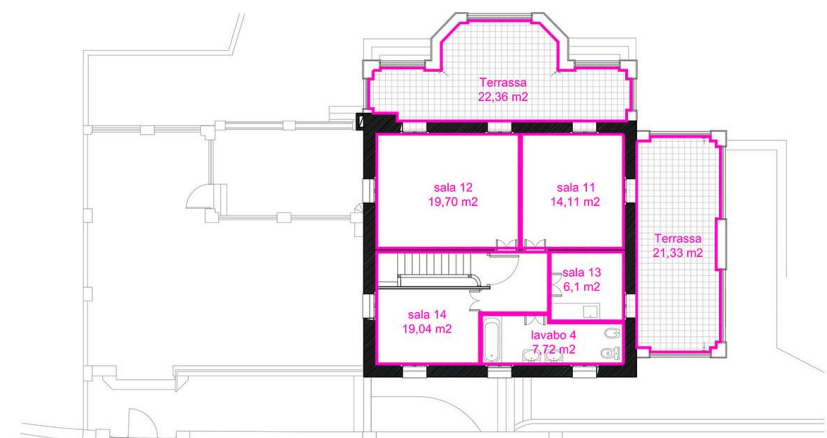 Terrassa
22,36 m2
sala 12
19,70 m2
sala 11
14,11 m2
Terrassa
21,33 m2
sala 13
6,1 m2
sala 14
19,04 m2
lavabo 4
7,72 m2